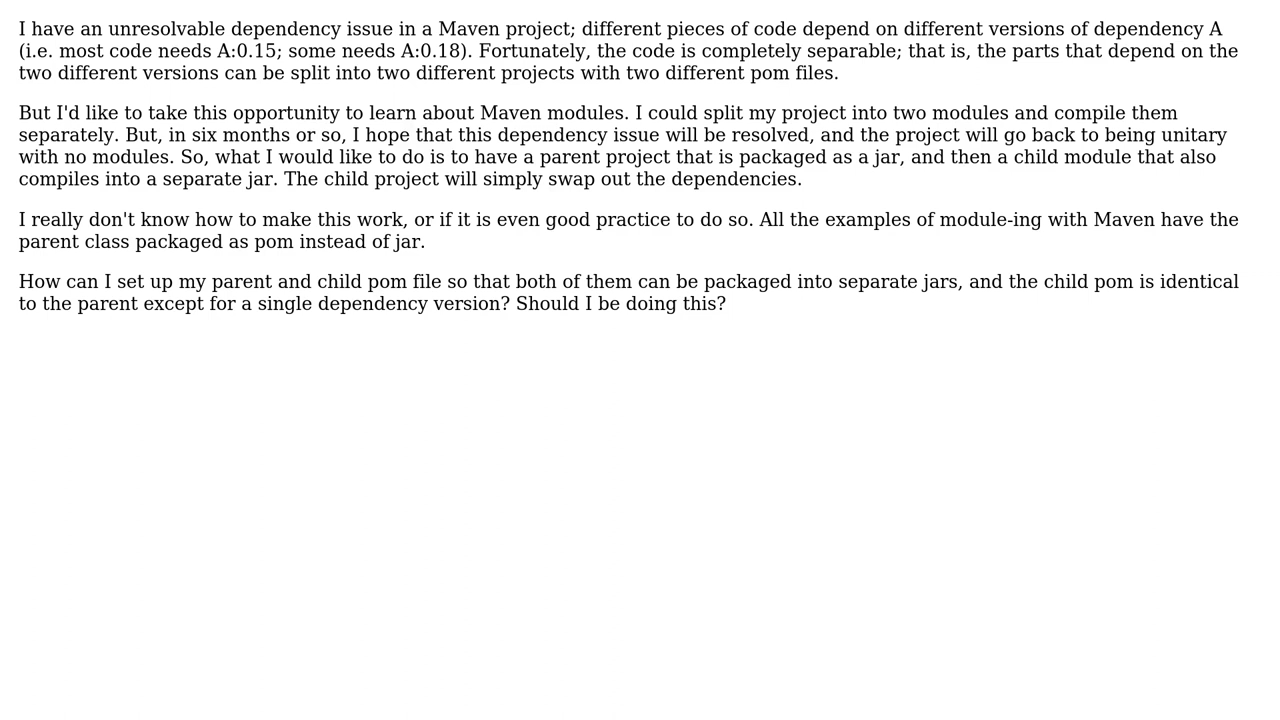 I have an unresolvable dependency issue in a Maven project; different pieces of code depend on different versions of dependency A
(i.e. most code needs A:0.15; some needs A:0.18). Fortunately, the code is completely separable; that is, the parts that depend on the
two different versions can be split into two different projects with two different pom files.
But I'd like to take this opportunity to learn about Maven modules. I could split my project into two modules and compile them
separately. But, in six months or so, I hope that this dependency issue will be resolved, and the project will go back to being unitary
with no modules. So, what I would like to do is to have a parent project that is packaged as a jar, and then a child module that also
compiles into a separate jar. The child project will simply swap out the dependencies.
I really don't know how to make this work, or if it is even good practice to do so. All the examples of module-ing with Maven have the
parent class packaged as pom instead of jar.
How can I set up my parent and child pom file so that both of them can be packaged into separate jars, and the child pom is identical
to the parent except for a single dependency version? Should I be doing this?